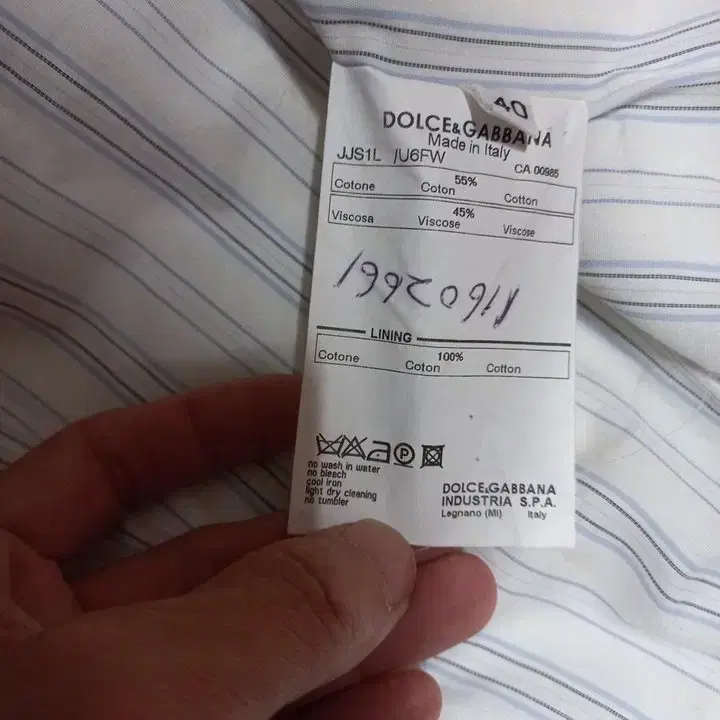 40
DOLCE&GABBANA
Made in Italy
JJS1L IU6FW
CA 00985
55%
Cotone Coton Cotton
45%
Viscosa Viscose Viscose
LINING
100%
Cotone Coton Cotton
no wash in water
no bleach
cool iron
light dry cleaning
no tumbler
DOLCE&GABBANA
INDUSTRIA S.P.A.
Legnano (MI) Italy